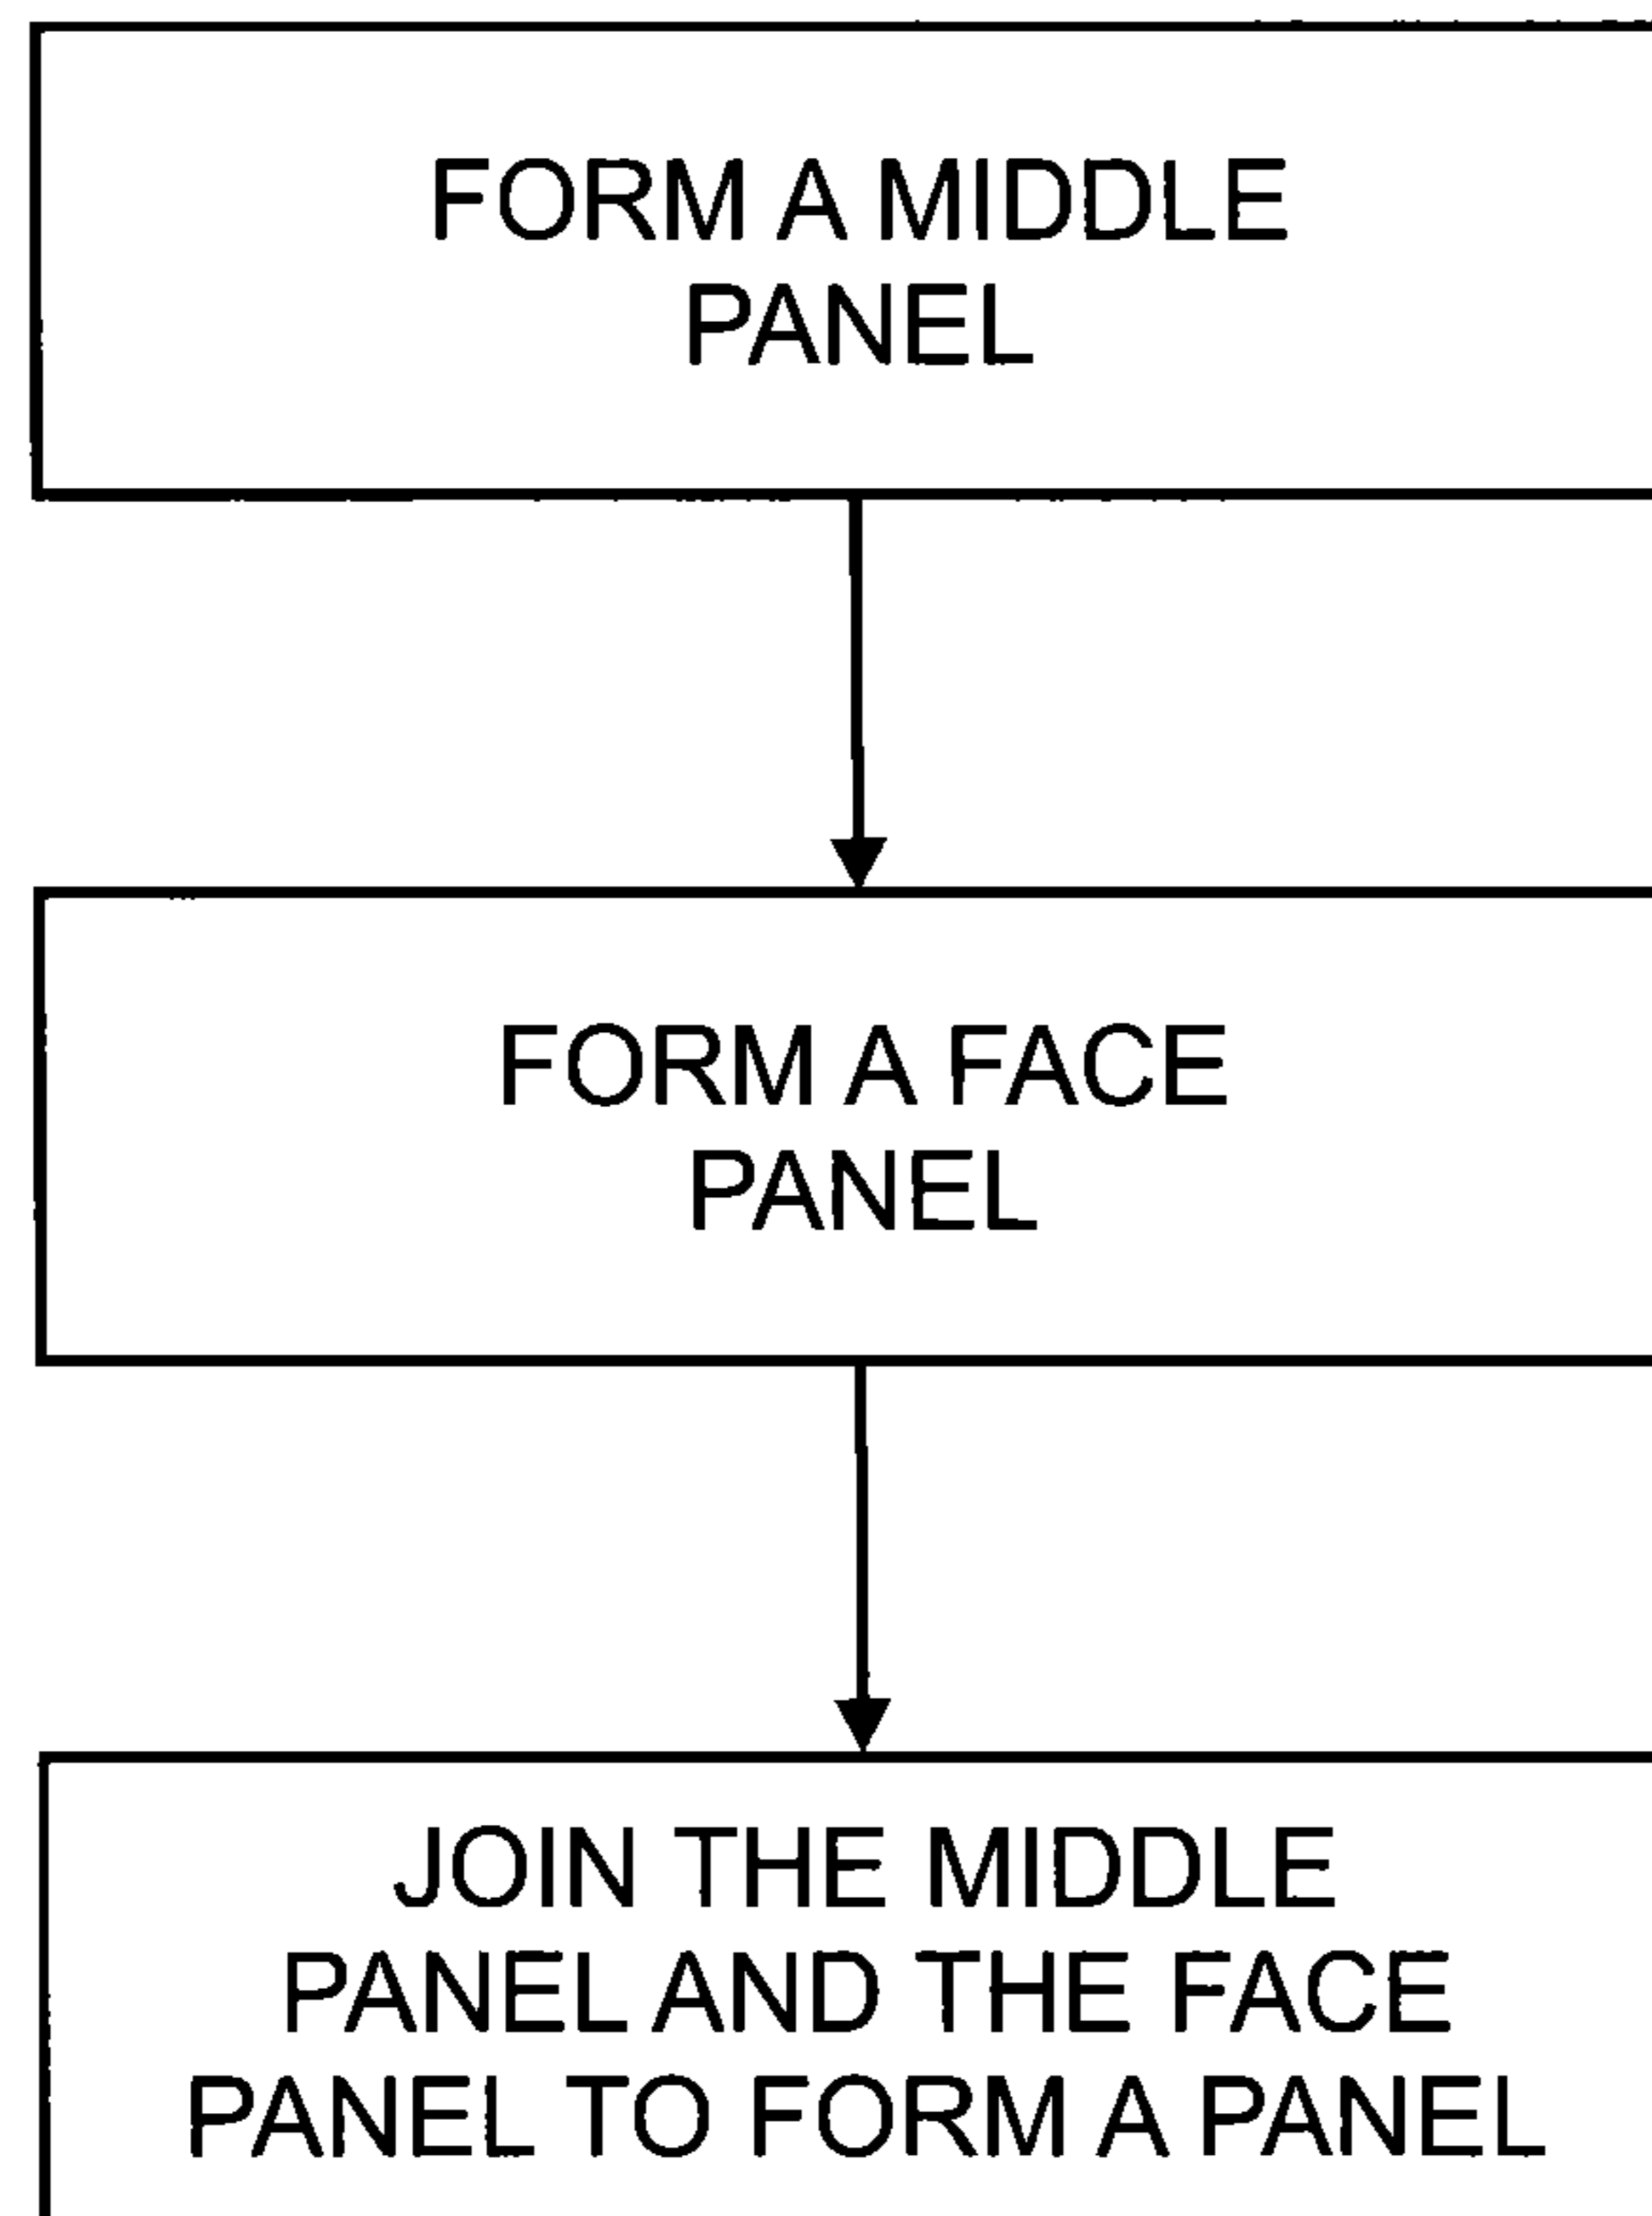 FORM A MIDDLE
PANEL
FORM A FACE
PANEL
JOIN THE MIDDLE
PANEL AND THE FACE
PANEL TO FORM A PANEL